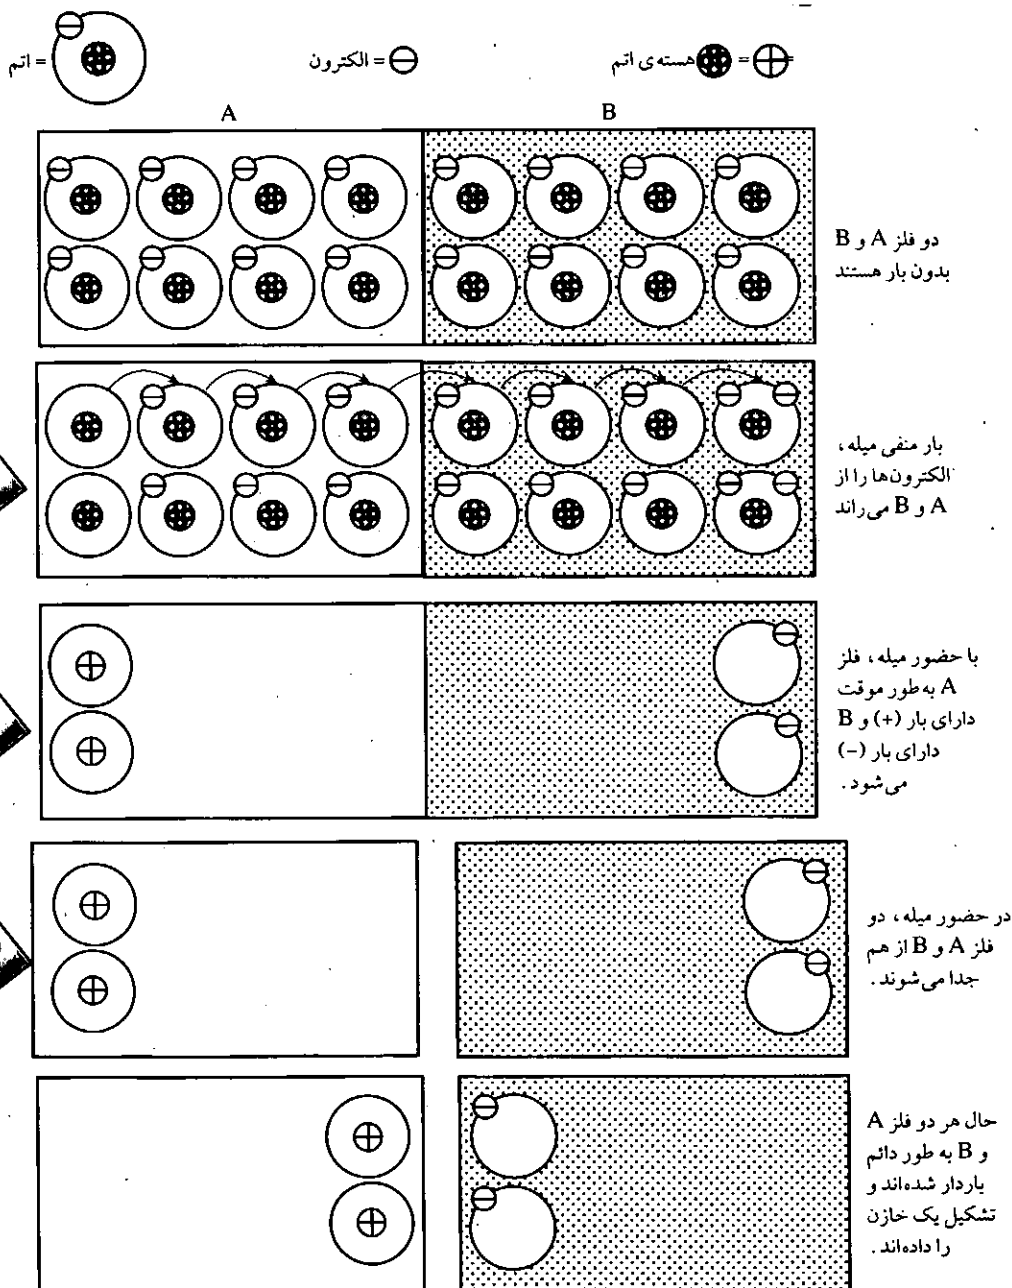 = ⊕ = هسته ی اتم
⊖ = الکترون
= اتم
A
B
دو فلز A و B
بدون بار هستند
بار منفی میله ،
الکترون‌ها را از
A و B می‌راند
با حضور میله ، فلز
A به طور موقت
دارای بار (+) و B
دارای بار (-)
می‌شود .
در حضور میله ، دو
فلز A و B از هم
جدا می‌شوند .
حال هر دو فلز A
و B به طور دائم
باردار شده‌اند و
تشکیل یک خازن
را داده‌اند .